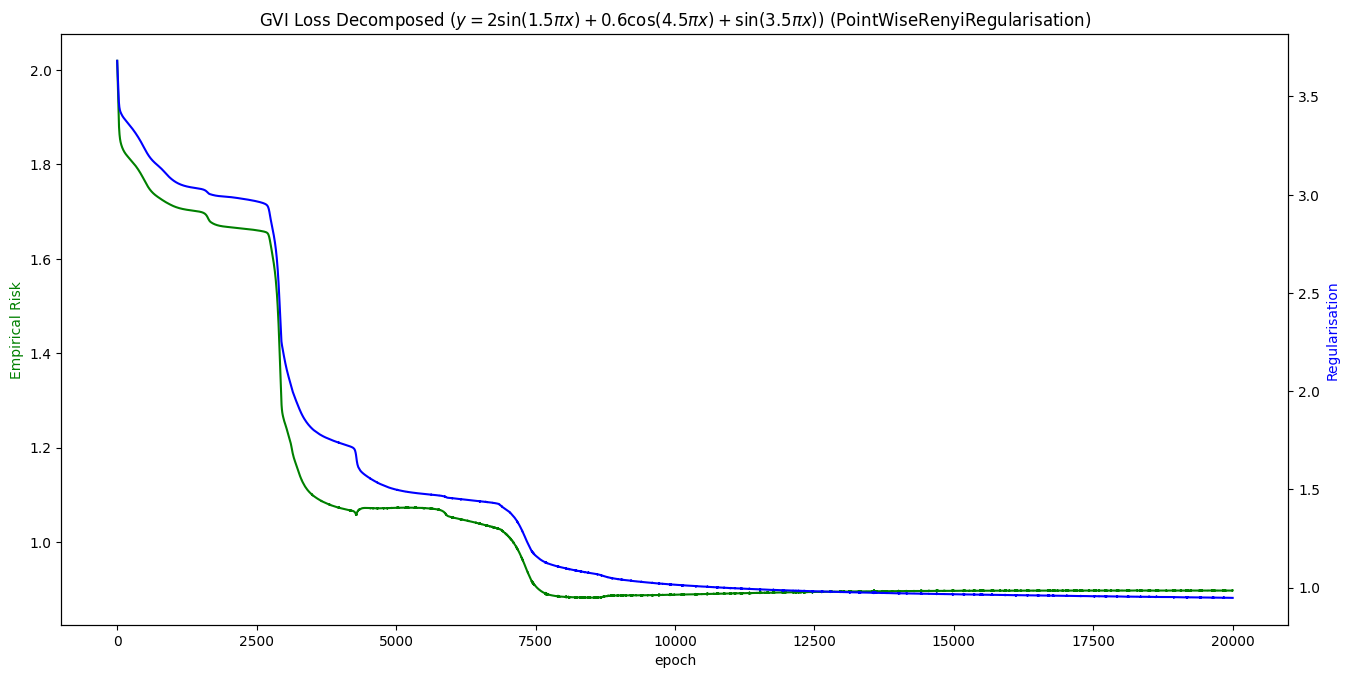 GVI Loss Decomposed (y = 2sin(1.5πx) + 0.6cos(4.5πx) + sin(3.5πx)) (PointWiseRenyiRegularisation)
2.0
1.8
1.6
1.4
1.2
1.0
Empirical Risk
3.5
3.0
2.5
2.0
1.5
1.0
Regularisation
0 2500 5000 7500 10000 12500 15000 17500 20000
epoch